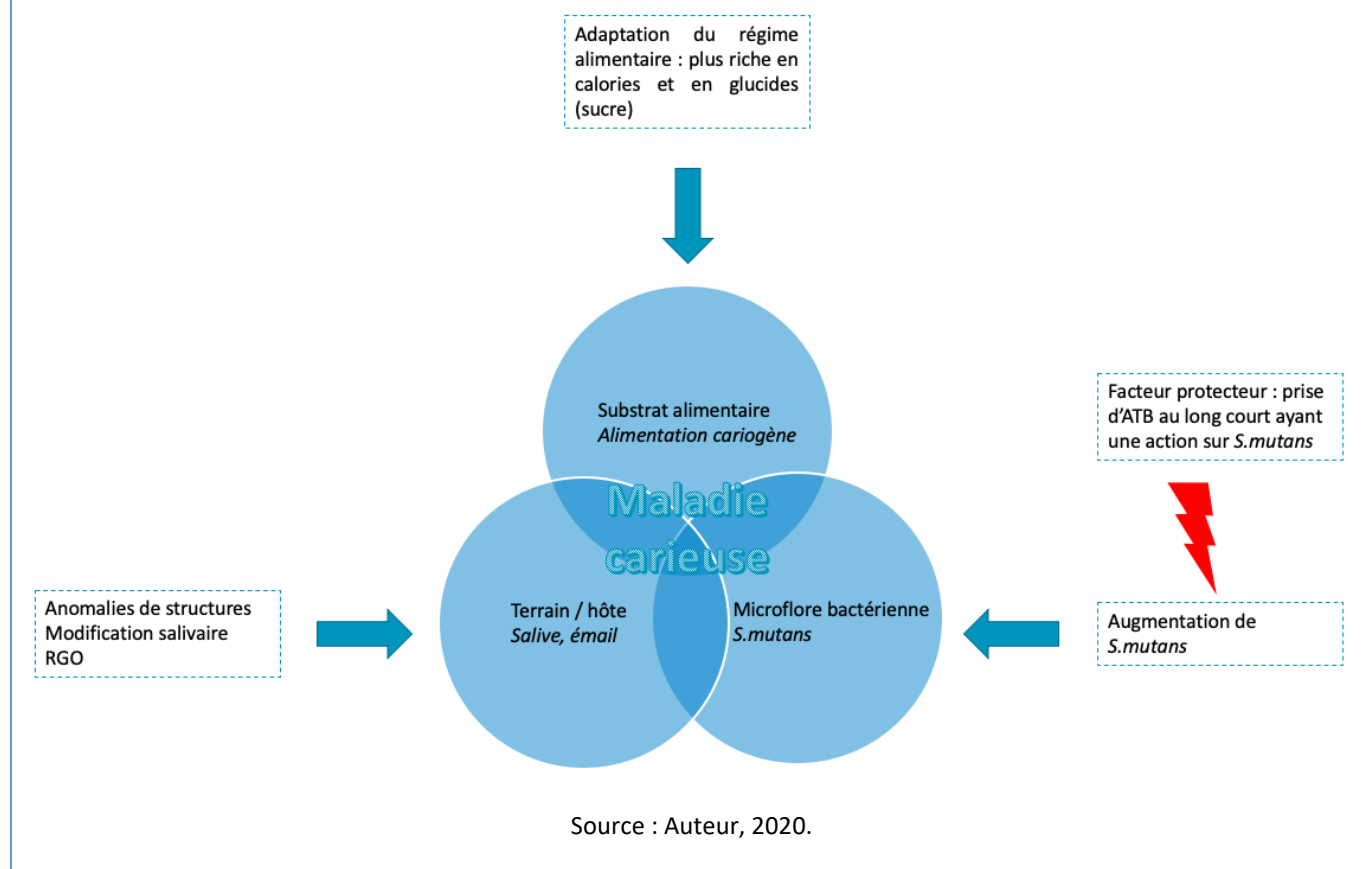 Adaptation du régime
alimentaire : plus riche en
calories et en glucides
(sucre)
Substrat alimentaire
Alimentation cariogène
Facteur protecteur : prise
d'ATB au long court ayant
une action sur S.mutans
Maladie
carieuse
Anomalies de structures
Modification salivaire
RGO
Terrain / hôte
Salive, émail
Microflore bactérienne
S.mutans
Augmentation de
S.mutans
Source : Auteur, 2020.